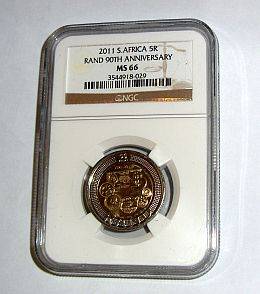 2011 S.AFRICA 5R
RAND 90TH ANNIVERSARY
MS 66
3544918-029
NGC